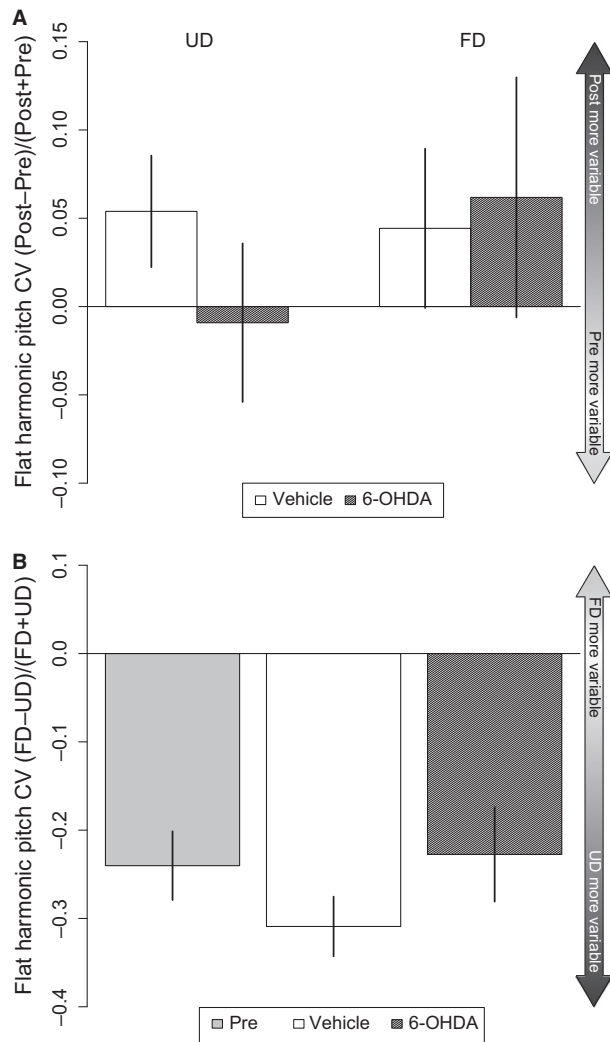 A
UD FD
Flat harmonic pitch CV (Post–Pre)/(Post+Pre)
0.15
0.10
0.05
0.00
−0.05
−0.10
Post more variable
Pre more variable
Vehicle 6-OHDA
B
Flat harmonic pitch CV (FD–UD)/(FD+UD)
0.1
0.0
−0.1
−0.2
−0.3
−0.4
FD more variable
UD more variable
Pre Vehicle 6-OHDA